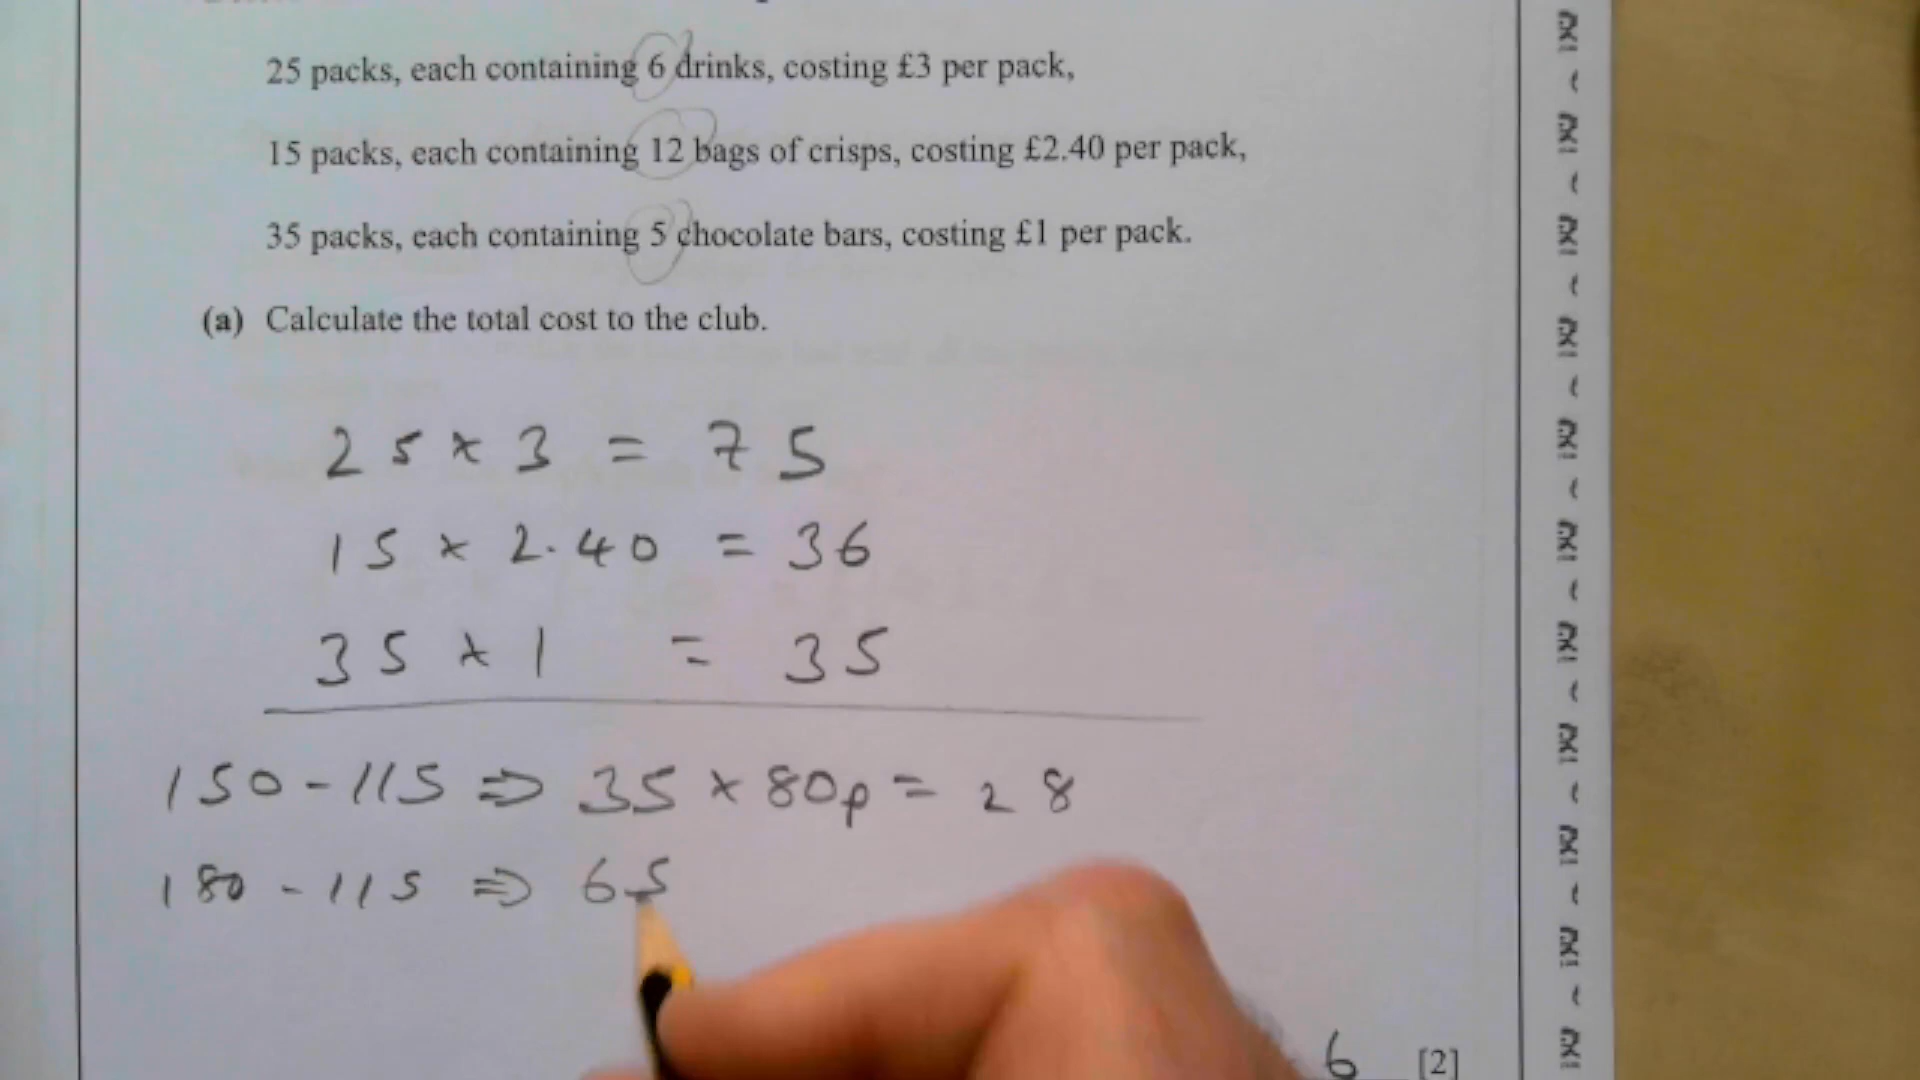 25 packs, each containing 6 drinks, costing £3 per pack,
15 packs, each containing 12 bags of crisps, costing £2.40 per pack,
35 packs, each containing 5 chocolate bars, costing £1 per pack.
(a) Calculate the total cost to the club.
25 × 3 = 75
15 × 2.40 = 36
35 × 1 = 35
150 - 115 ⇒ 35 × 80p = 28
180 - 115 ⇒ 65
6 [2]